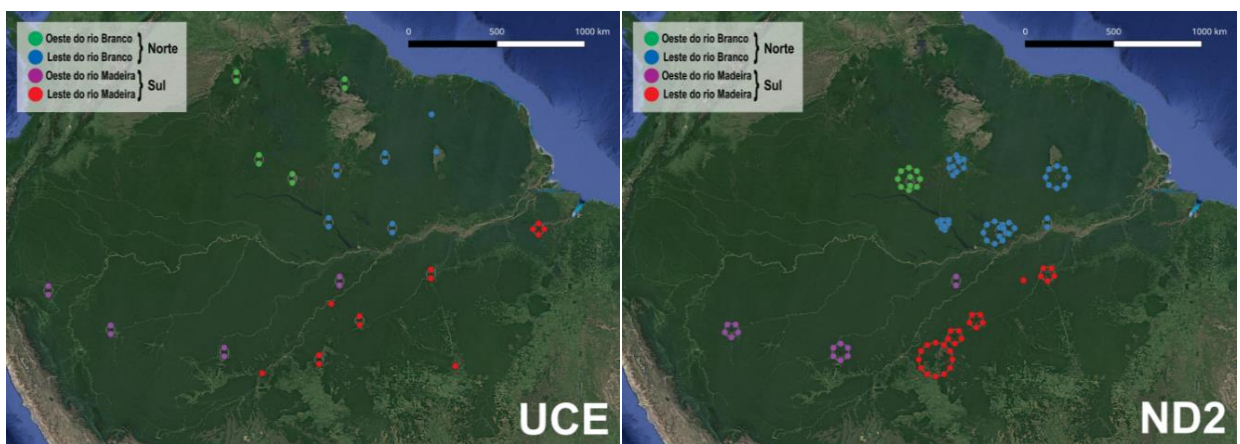 Oeste do rio Branco
Leste do rio Branco
Norte
Oeste do rio Madeira
Leste do rio Madeira
Sul
0 500 1000 km
UCE
Oeste do rio Branco
Leste do rio Branco
Norte
Oeste do rio Madeira
Leste do rio Madeira
Sul
0 500 1000 km
ND2